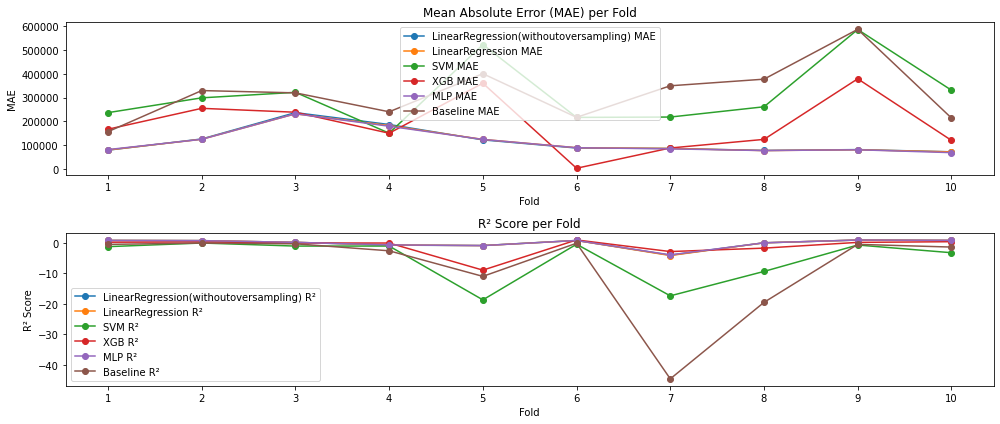 Mean Absolute Error (MAE) per Fold
MAE
600000
500000
400000
300000
200000
100000
0
LinearRegression(withoutoversampling) MAE
LinearRegression MAE
SVM MAE
XGB MAE
MLP MAE
Baseline MAE
1 2 3 4 5 6 7 8 9 10
Fold
R² Score per Fold
R² Score
0
−10
−20
−30
−40
LinearRegression(withoutoversampling) R²
LinearRegression R²
SVM R²
XGB R²
MLP R²
Baseline R²
1 2 3 4 5 6 7 8 9 10
Fold